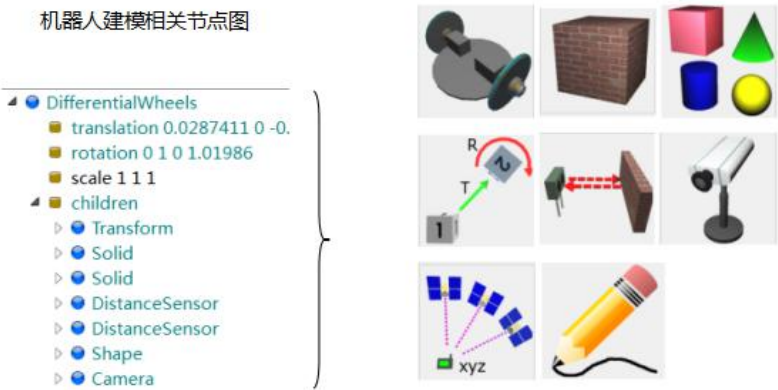 机器人建模相关节点图
DifferentialWheels
translation 0.0287411 0 -0.
rotation 0 1 0 1.01986
scale 1 1 1
children
Transform
Solid
Solid
DistanceSensor
DistanceSensor
Shape
Camera
R
2
T
1
xyz